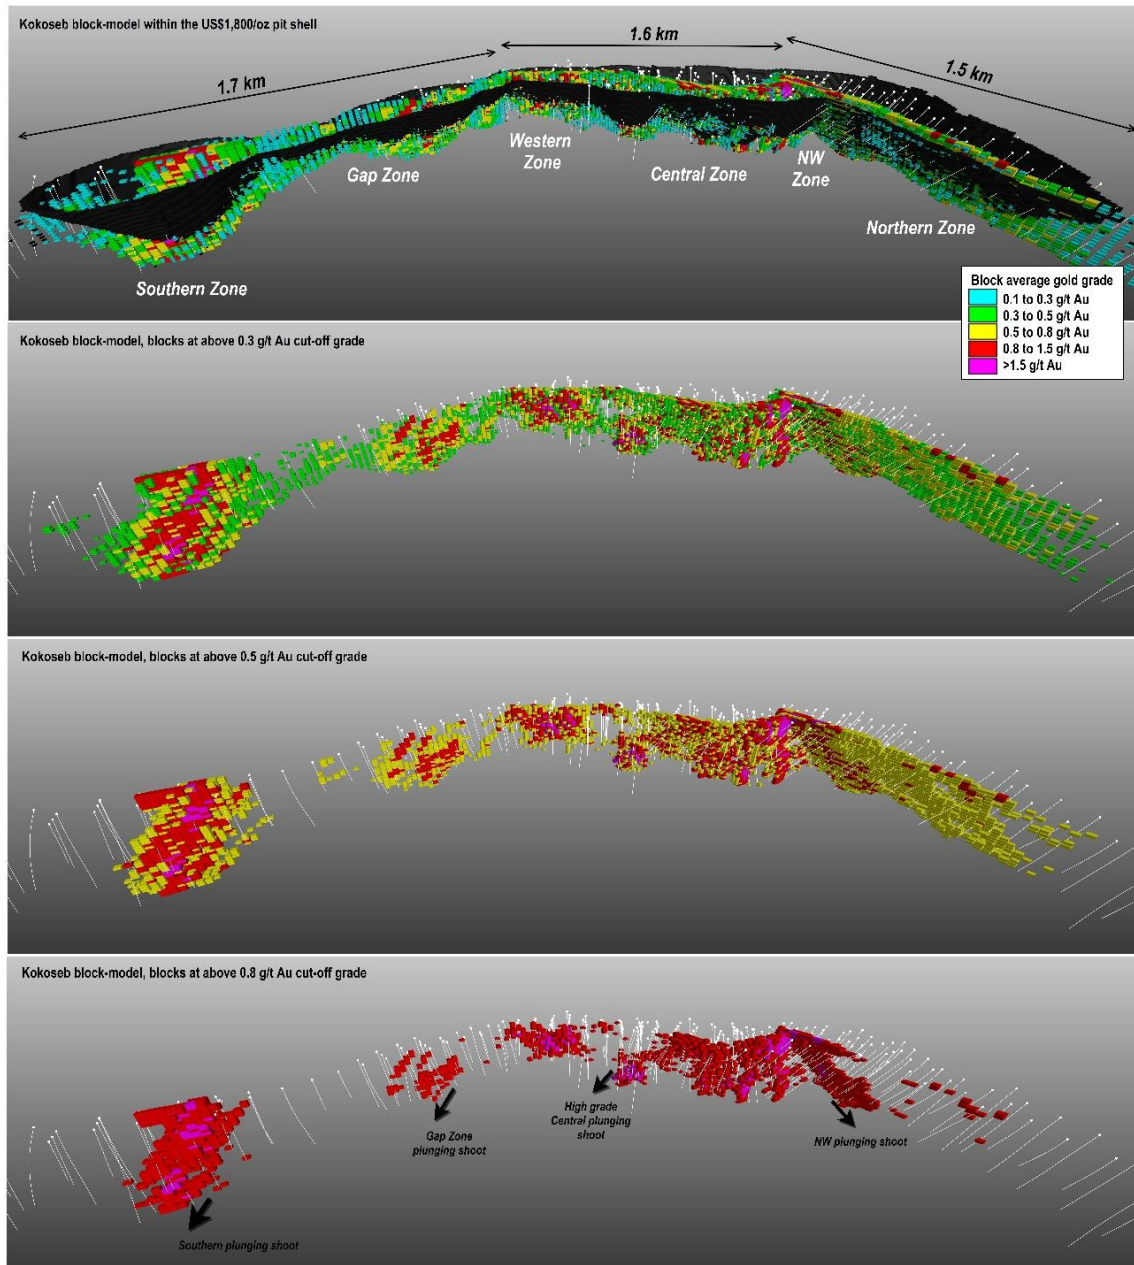 Kokoseb block-model within the US$1,800/oz pit shell
1.7 km
1.6 km
1.5 km
Western
Zone
Gap Zone
Central Zone
NW
Zone
Northern Zone
Southern Zone
Block average gold grade
0.1 to 0.3 g/t Au
0.3 to 0.5 g/t Au
0.5 to 0.8 g/t Au
0.8 to 1.5 g/t Au
>1.5 g/t Au
Kokoseb block-model, blocks at above 0.3 g/t Au cut-off grade
Kokoseb block-model, blocks at above 0.5 g/t Au cut-off grade
Kokoseb block-model, blocks at above 0.8 g/t Au cut-off grade
Gap Zone
plunging shoot
High grade
Central plunging
shoot
NW plunging shoot
Southern plunging shoot